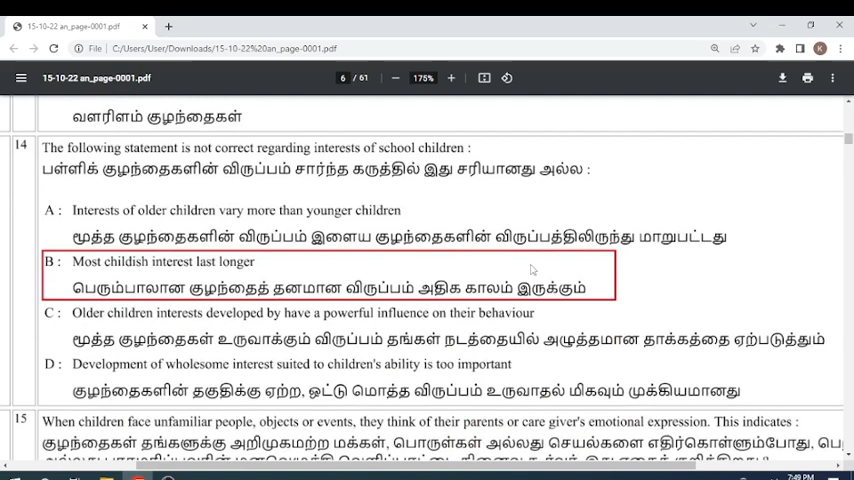 15-10-22 an_page-0001.pdf
File C:/Users/User/Downloads/15-10-22%20an_page-0001.pdf
K
15-10-22 an_page-0001.pdf 6 / 61 175%
வளரிளம் குழந்தைகள்
14 The following statement is not correct regarding interests of school children :
பள்ளிக் குழந்தைகளின் விருப்பம் சார்ந்த கருத்தில் இது சரியானது அல்ல :
A : Interests of older children vary more than younger children
மூத்த குழந்தைகளின் விருப்பம் இளைய குழந்தைகளின் விருப்பத்திலிருந்து மாறுபட்டது
B : Most childish interest last longer
பெரும்பாலான குழந்தைத் தனமான விருப்பம் அதிக காலம் இருக்கும்
C : Older children interests developed by have a powerful influence on their behaviour
மூத்த குழந்தைகள் உருவாக்கும் விருப்பம் தங்கள் நடத்தையில் அழுத்தமான தாக்கத்தை ஏற்படுத்தும்
D : Development of wholesome interest suited to children's ability is too important
குழந்தைகளின் தகுதிக்கு ஏற்ற, ஒட்டு மொத்த விருப்பம் உருவாதல் மிகவும் முக்கியமானது
15 When children face unfamiliar people, objects or events, they think of their parents or care giver's emotional expression. This indicates :
குழந்தைகள் தங்களுக்கு அறிமுகமற்ற மக்கள், பொருள்கள் அல்லது செயல்களை எதிர்கொள்ளும்போது,
7:49 PM